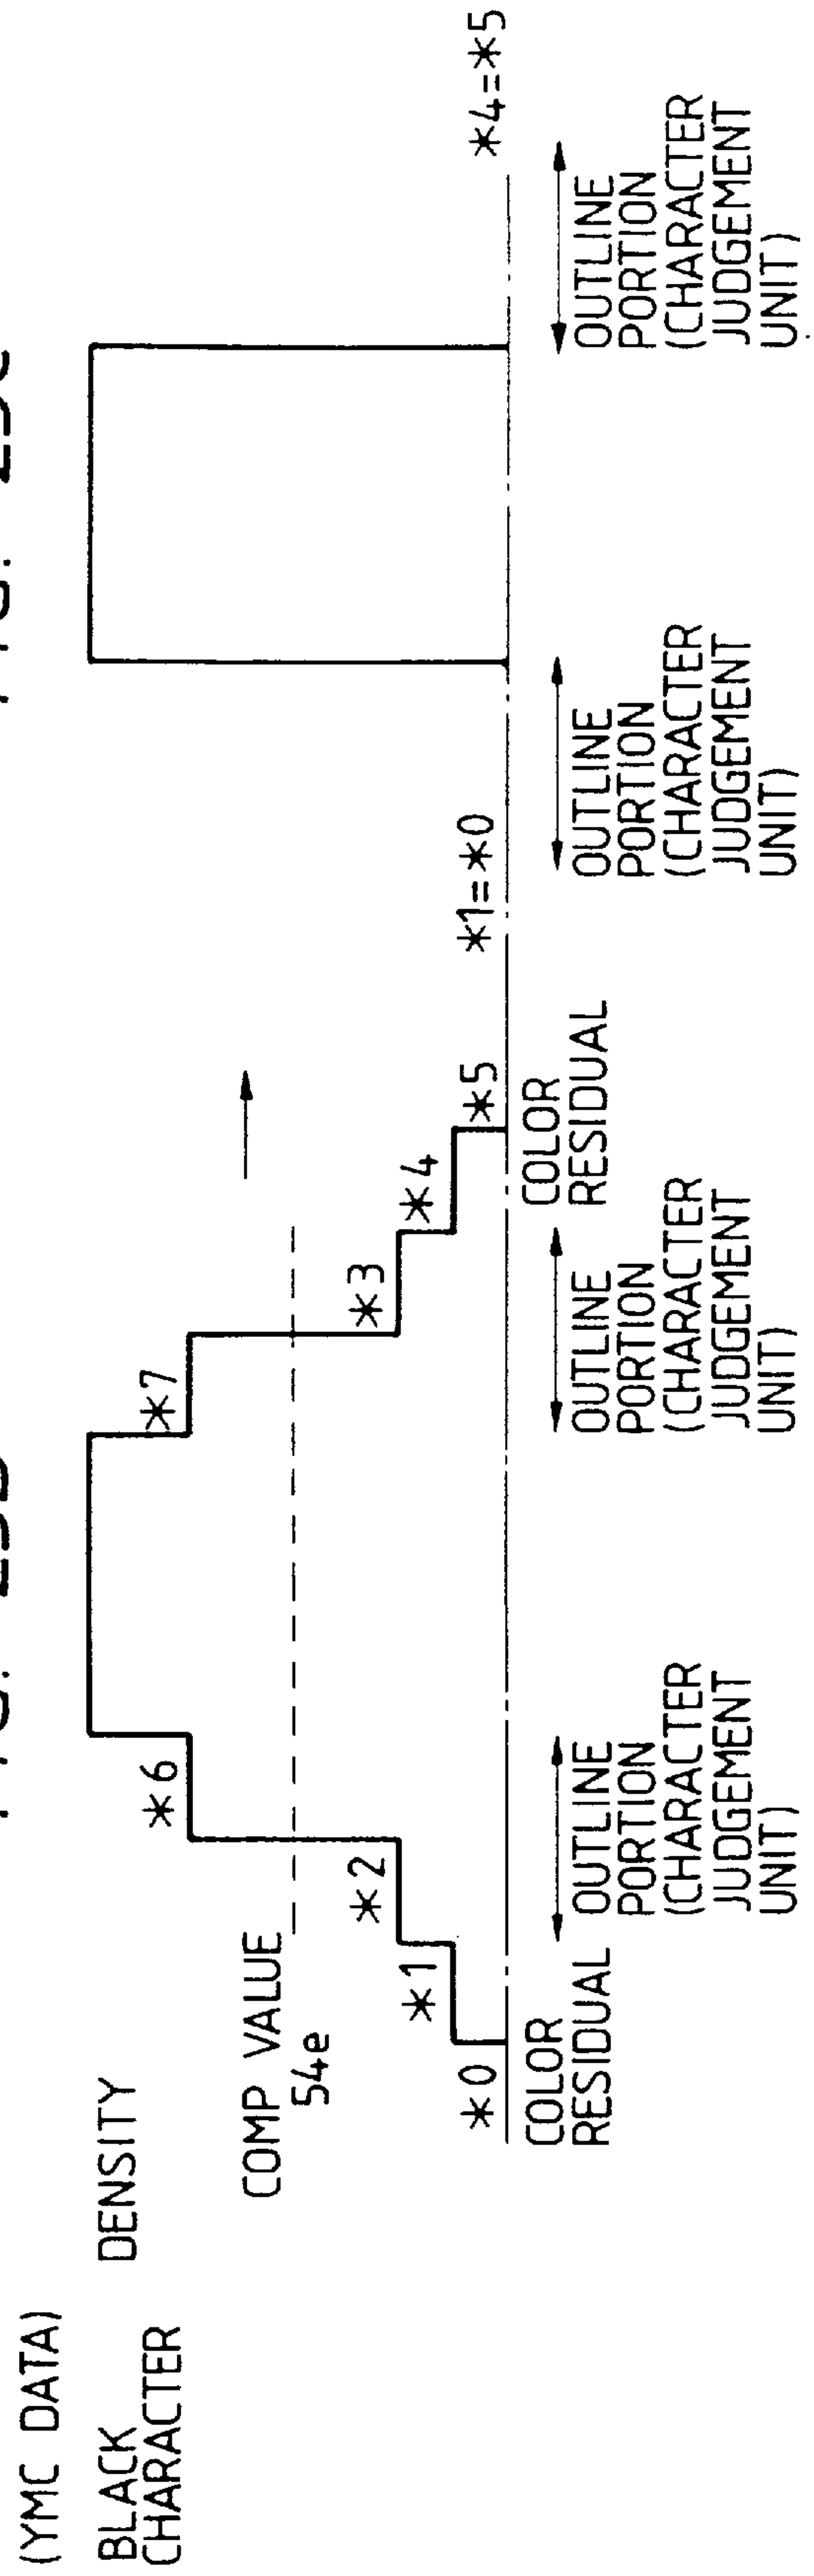 (YMC DATA)
BLACK
CHARACTER
DENSITY
COMP VALUE
54e
*0
*1
*2
*6
*7
*3
*4
*5
*1=*0
*4=*5
COLOR
RESIDUAL
OUTLINE
PORTION
(CHARACTER
JUDGEMENT
UNIT)
OUTLINE
PORTION
(CHARACTER
JUDGEMENT
UNIT)
COLOR
RESIDUAL
OUTLINE
PORTION
(CHARACTER
JUDGEMENT
UNIT)
OUTLINE
PORTION
(CHARACTER
JUDGEMENT
UNIT)